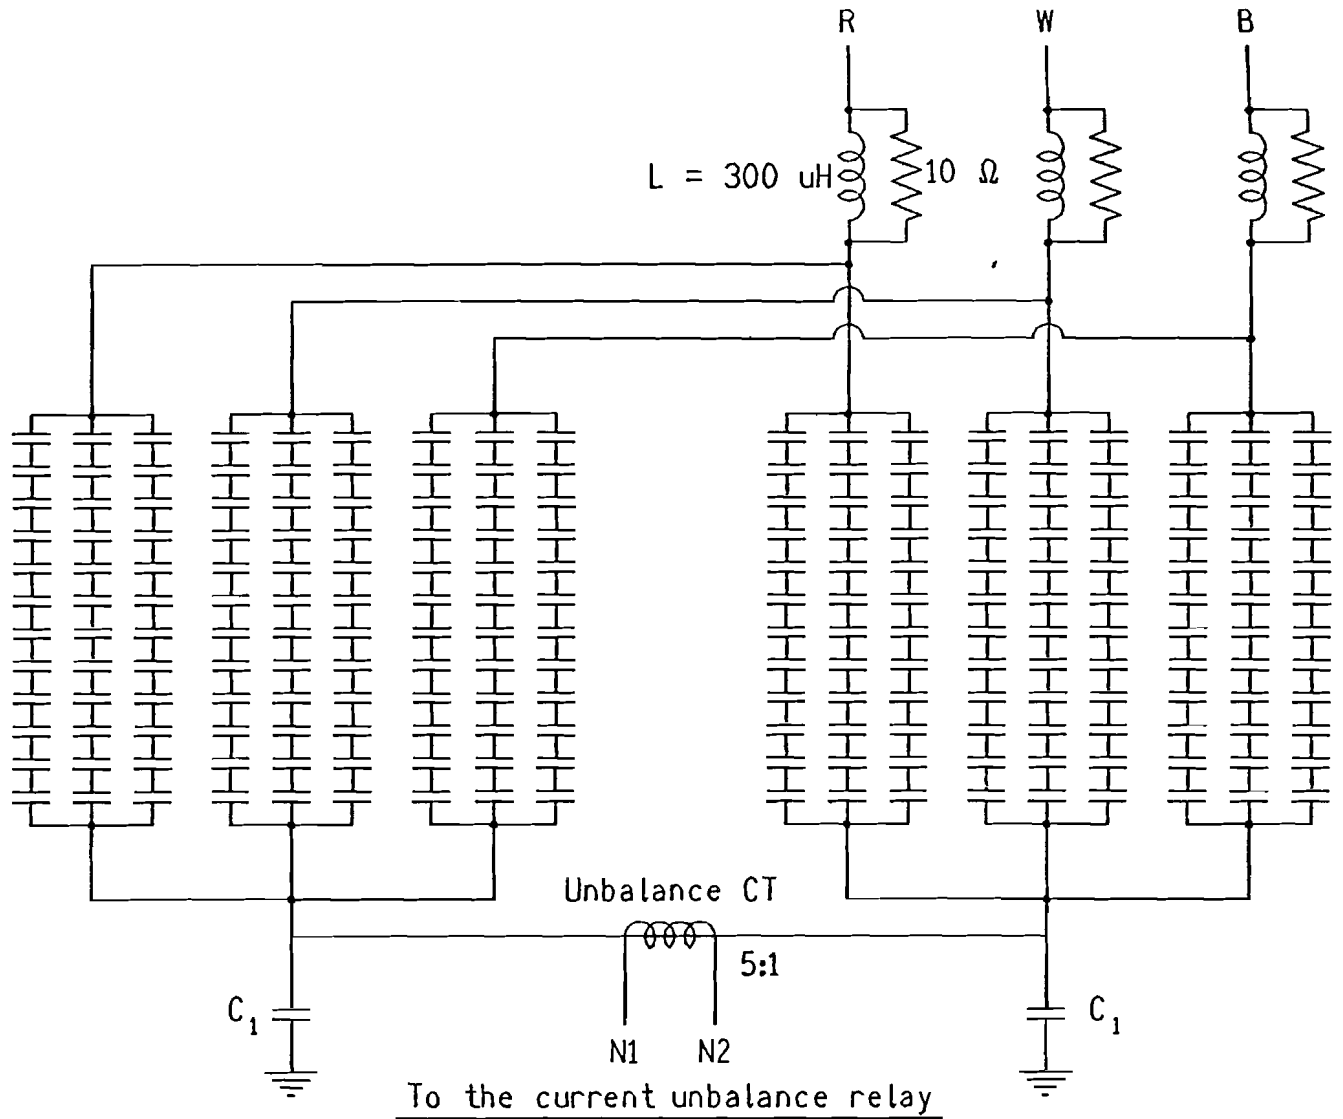 R W B
L = 300 uH
10 Ω
Unbalance CT
5:1
C₁
C₁
N1 N2
To the current unbalance relay